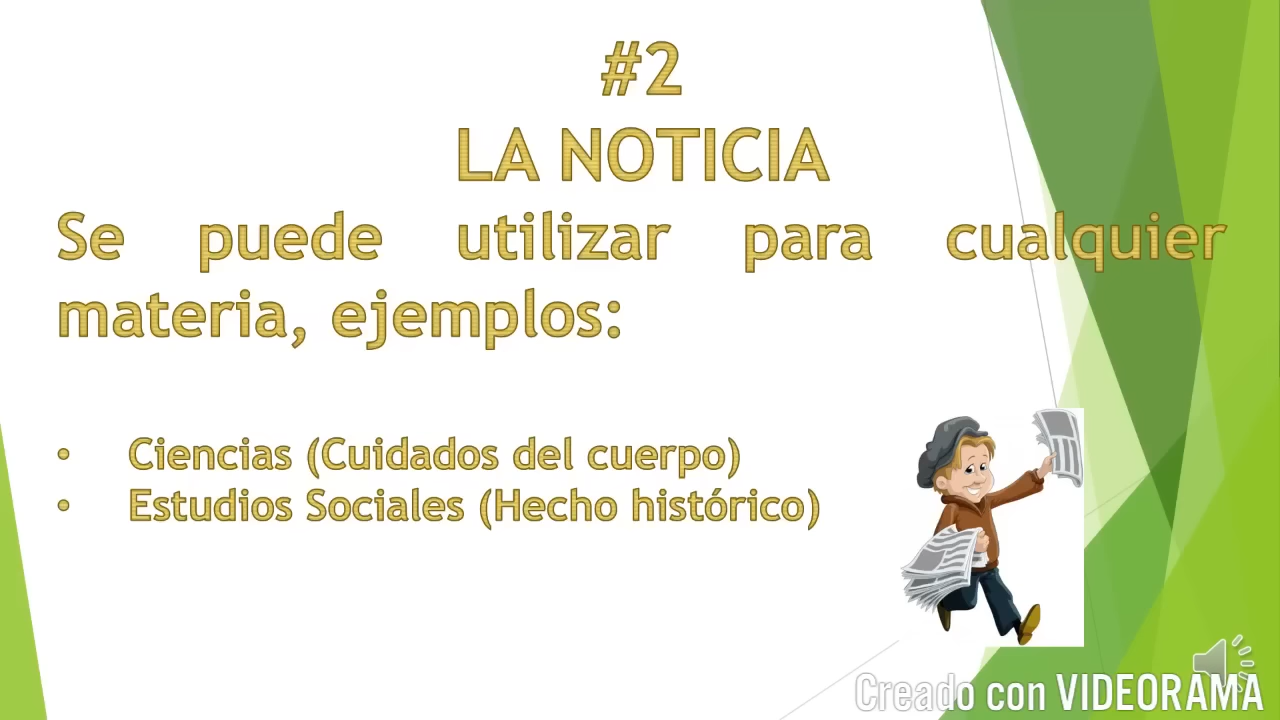 #2
LA NOTICIA
Se puede utilizar para cualquier
materia, ejemplos:
• Ciencias (Cuidados del cuerpo)
• Estudios Sociales (Hecho histórico)
Creado con VIDEORAMA